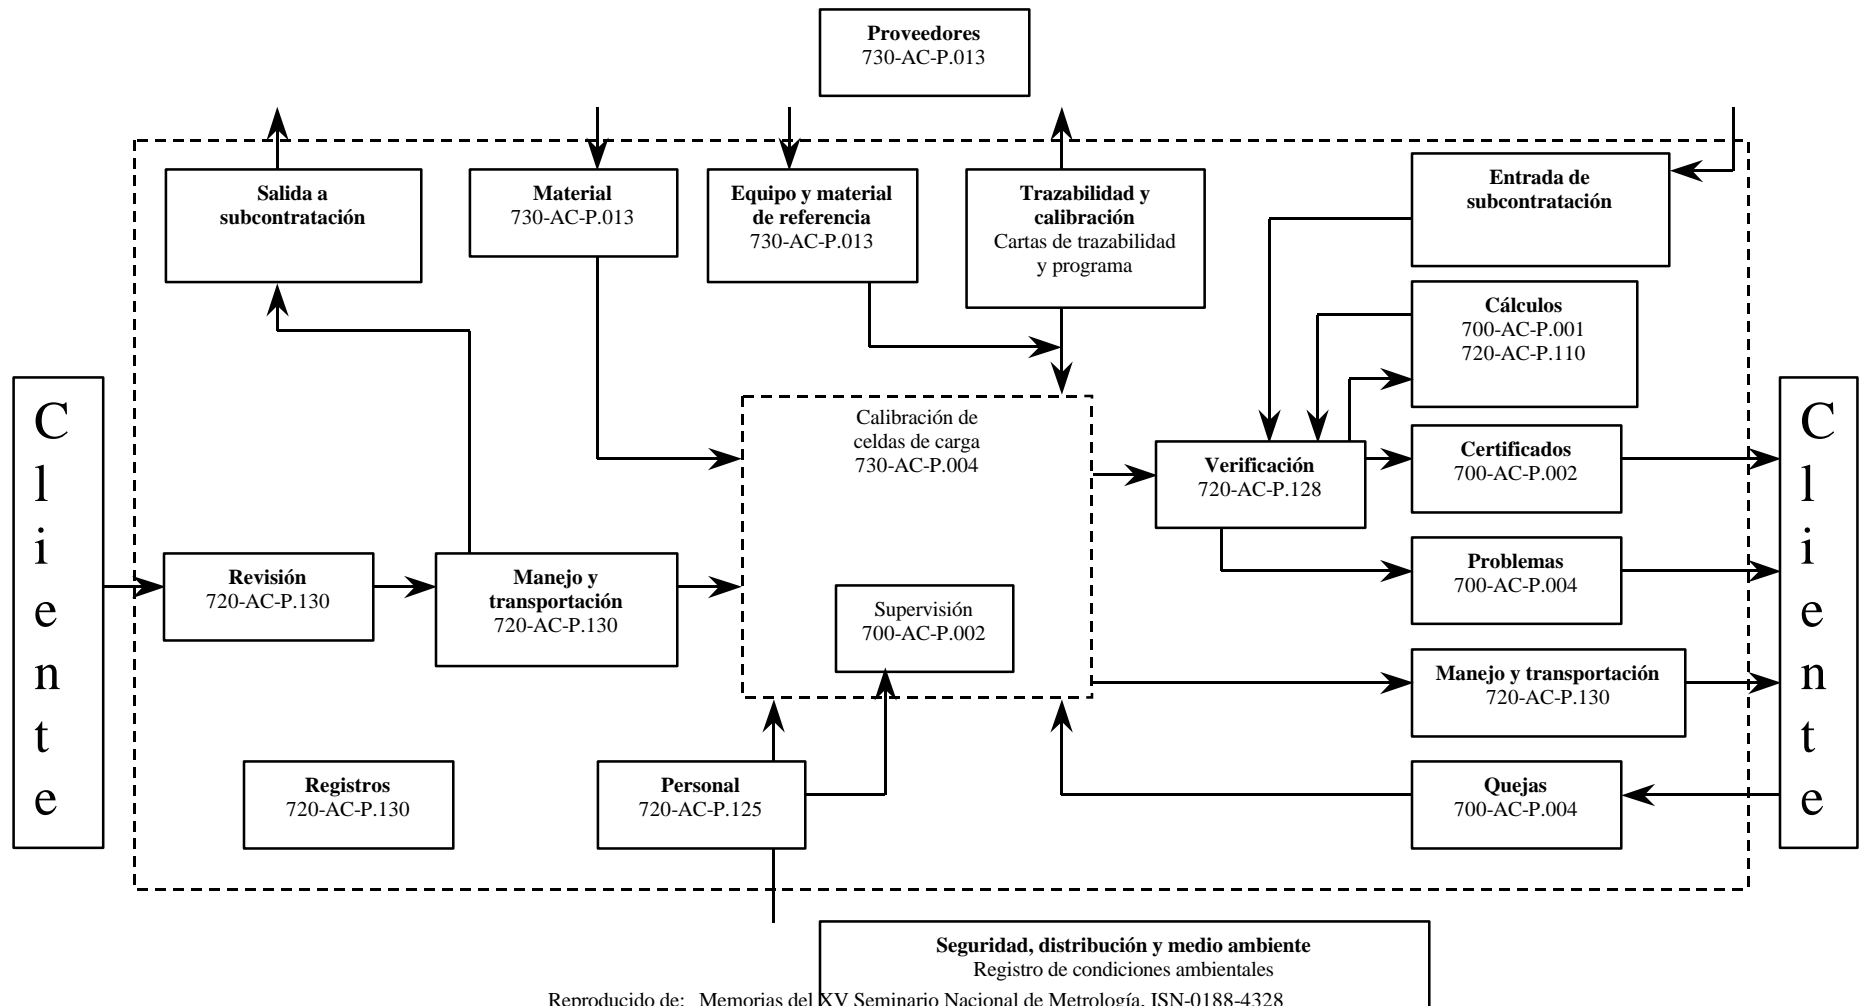 Proveedores
730-AC-P.013
Salida a
subcontratación
Material
730-AC-P.013
Equipo y material
de referencia
730-AC-P.013
Trazabilidad y
calibración
Cartas de trazabilidad
y programa
Entrada de
subcontratación
Cálculos
700-AC-P.001
720-AC-P.110
Cliente
Calibración de
celdas de carga
730-AC-P.004
Verificación
720-AC-P.128
Certificados
700-AC-P.002
Cliente
Revisión
720-AC-P.130
Manejo y
transportación
720-AC-P.130
Supervisión
700-AC-P.002
Problemas
700-AC-P.004
Manejo y transportación
720-AC-P.130
Registros
720-AC-P.130
Personal
720-AC-P.125
Quejas
700-AC-P.004
Seguridad, distribución y medio ambiente
Registro de condiciones ambientales
Reproducido de: Memorias del XV Seminario Nacional de Metrología, ISN-0188-4328